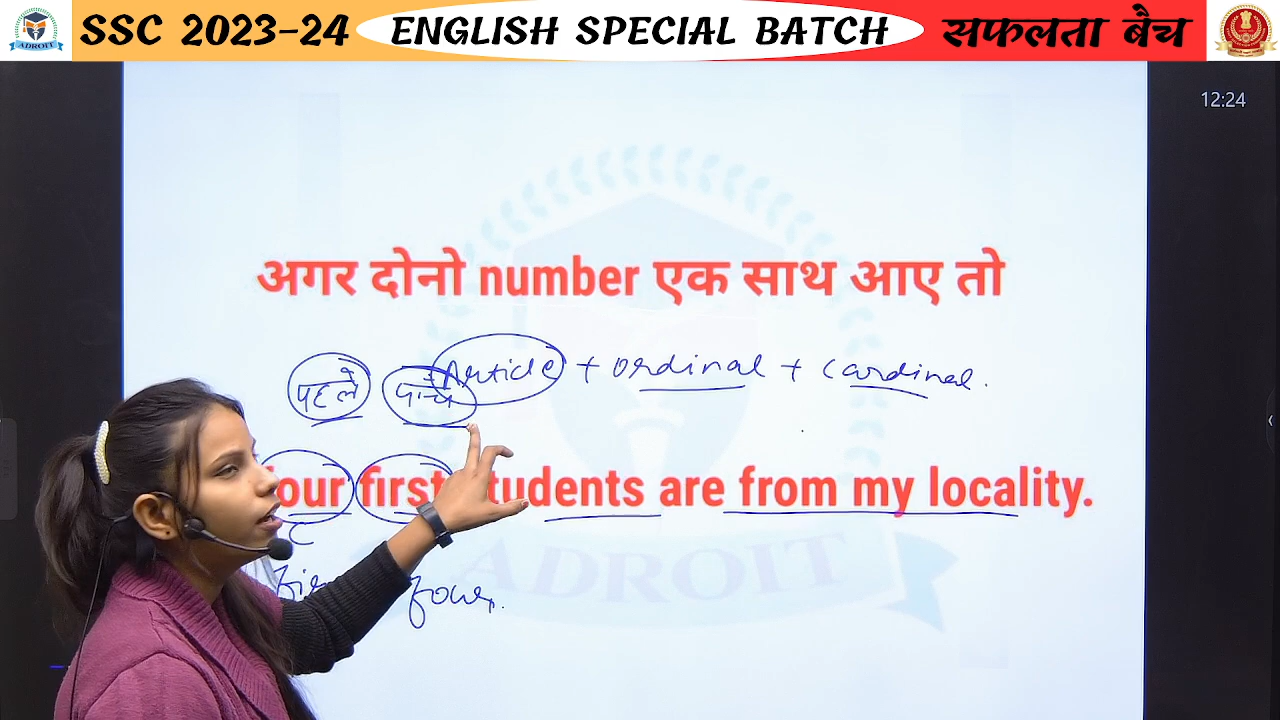 SSC 2023-24 ENGLISH SPECIAL BATCH सफलता बैच
ADROIT
12:24
अगर दोनो number एक साथ आए तो
पहले पांच Article + ordinal + cardinal.
first students are from my locality.
C
four.
ADROIT